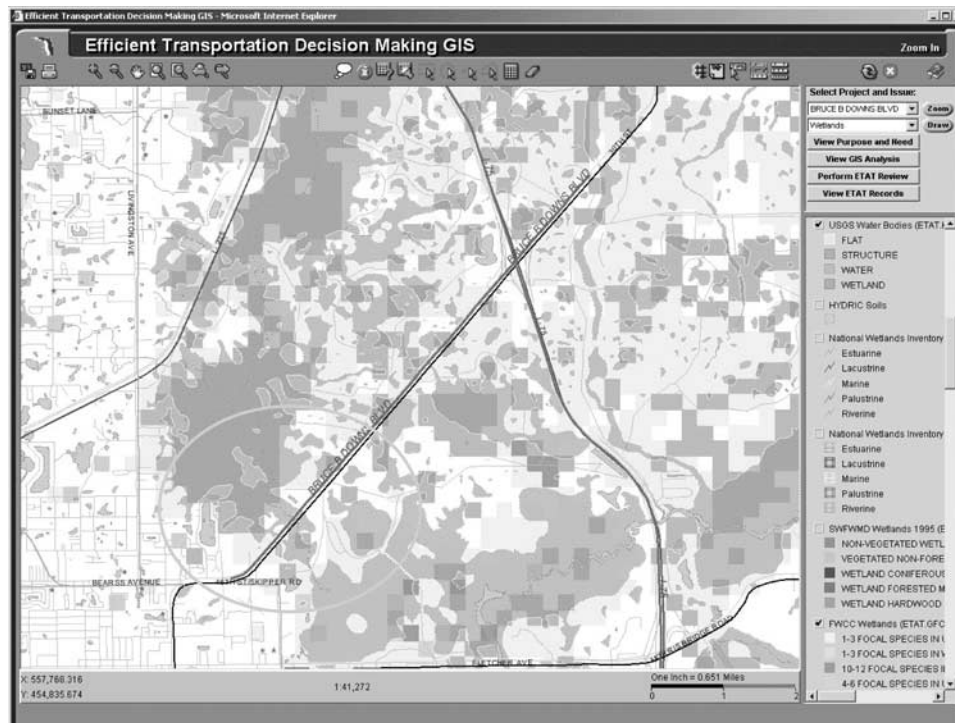 Efficient Transportation Decision Making GIS - Microsoft Internet Explorer
Efficient Transportation Decision Making GIS
Zoom In
Select Project and Issue:
BRUCE B DOWNS BLVD
Zoom
Wetlands
Draw
View Purpose and Need
View GIS Analysis
Perform ETAT Review
View ETAT Records
USGS Water Bodies (ETAT.
FLAT
STRUCTURE
WATER
WETLAND
HYDRIC Soils
National Wetlands Inventory
Estuarine
Lacustrine
Marine
Palustrine
Riverine
National Wetlands Inventory
Estuarine
Lacustrine
Marine
Palustrine
Riverine
SWFWMD Wetlands 1995 (E
NON-VEGETATED WETL
VEGETATED NON-FORE
WETLAND CONIFEROUS
WETLAND FORESTED M
WETLAND HARDWOOD
FWCC Wetlands (ETAT.GFC
1-3 FOCAL SPECIES IN U
1-3 FOCAL SPECIES IN W
10-12 FOCAL SPECIES I
4-6 FOCAL SPECIES IN U
SUNSET LANE
LIVINGSTON AVE
I-75
BRUCE B DOWNS BLVD
BRUCE B DOWNS BLVD
BEARSS AVENUE
SKIPPER RD
FLETCHER AVE
BRIDGE ROAD
X: 557,766.316
Y: 454,835.674
1:41,272
One Inch = 0.651 Miles
0 1 2